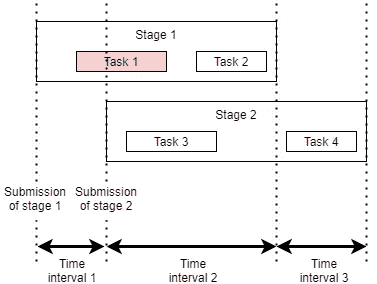 Stage 1
Task 1
Task 2
Stage 2
Task 3
Task 4
Submission
of stage 1
Submission
of stage 2
Time
interval 1
Time
interval 2
Time
interval 3